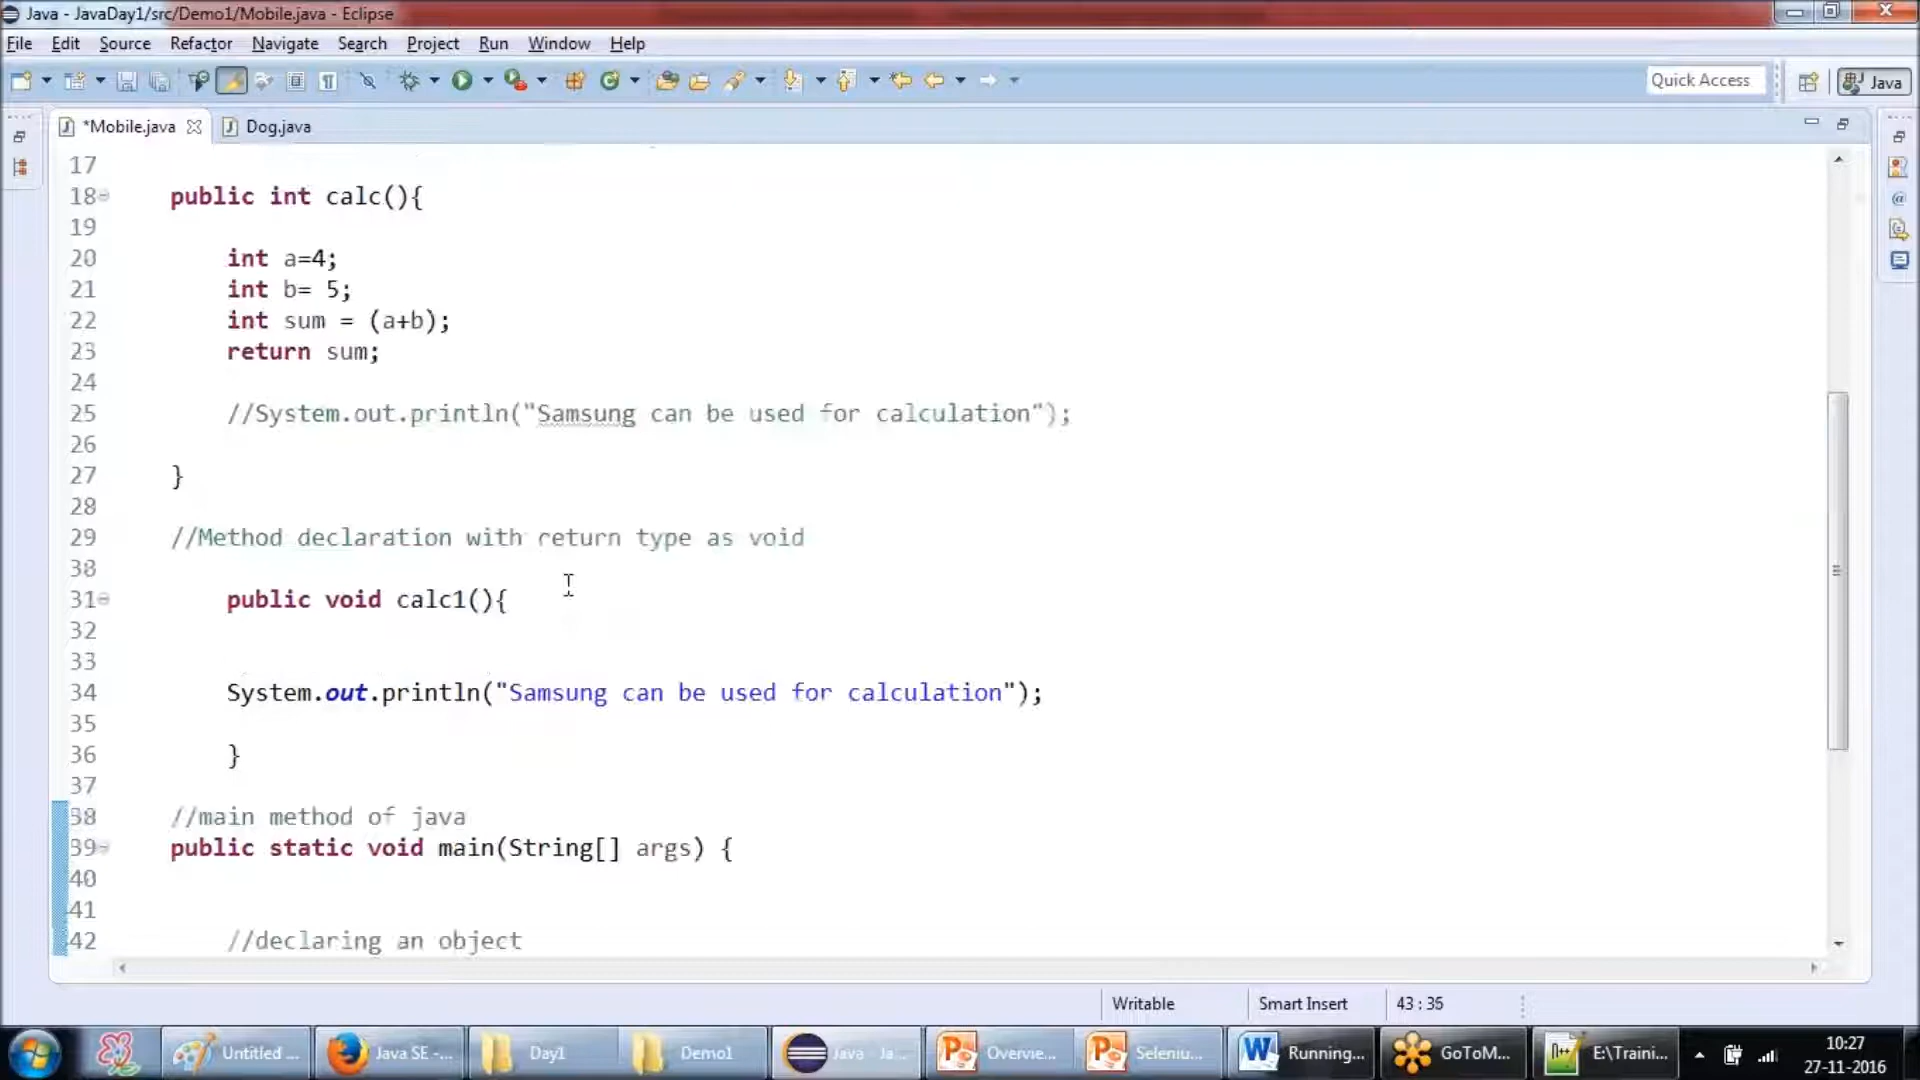 Java - JavaDay1/src/Demo1/Mobile.java - Eclipse
File Edit Source Refactor Navigate Search Project Run Window Help
Quick Access Java
*Mobile.java Dog.java
17
18 public int calc(){
19
20 int a=4;
21 int b= 5;
22 int sum = (a+b);
23 return sum;
24
25 //System.out.println("Samsung can be used for calculation");
26
27 }
28
29 //Method declaration with return type as void
30
31 public void calc1(){
32
33
34 System.out.println("Samsung can be used for calculation");
35
36 }
37
38 //main method of java
39 public static void main(String[] args) {
40
41
42 //declaring an object
Writable Smart Insert 43 : 35
Untitled ... Java SE -... Day1 Demo1 Java - Ja... Overvie... Seleniu... Running... GoToM... E:\Traini... 10:27
27-11-2016